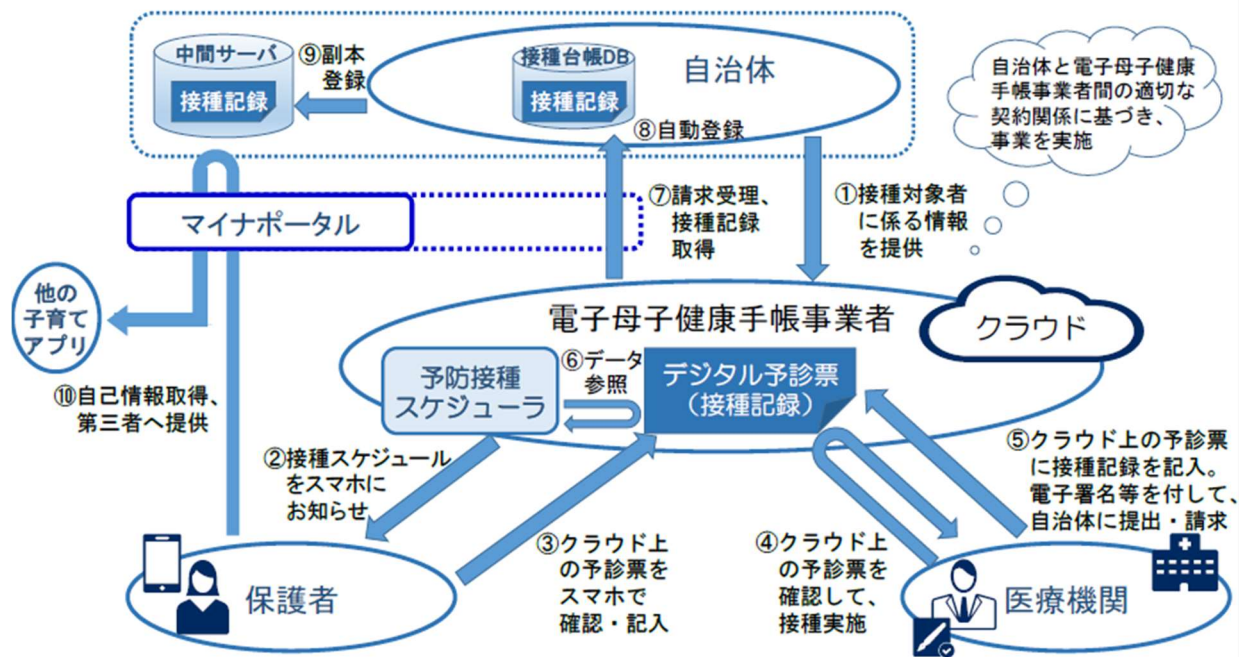 中間サーバ
接種記録
⑨副本
登録
接種台帳DB
接種記録
自治体
⑧自動登録
自治体と電子母子健康
手帳事業者間の適切な
契約関係に基づき、
事業を実施
マイナポータル
⑦請求受理、
接種記録
取得
①接種対象者
に係る情報
を提供
他の
子育て
アプリ
電子母子健康手帳事業者
クラウド
予防接種
スケジューラ
⑥データ
参照
デジタル予診票
（接種記録）
⑩自己情報取得、
第三者へ提供
②接種スケジュール
をスマホに
お知らせ
③クラウド上
の予診票を
スマホで
確認・記入
④クラウド上
の予診票を
確認して、
接種実施
⑤クラウド上の予診票
に接種記録を記入。
電子署名等を付して、
自治体に提出・請求
保護者
医療機関